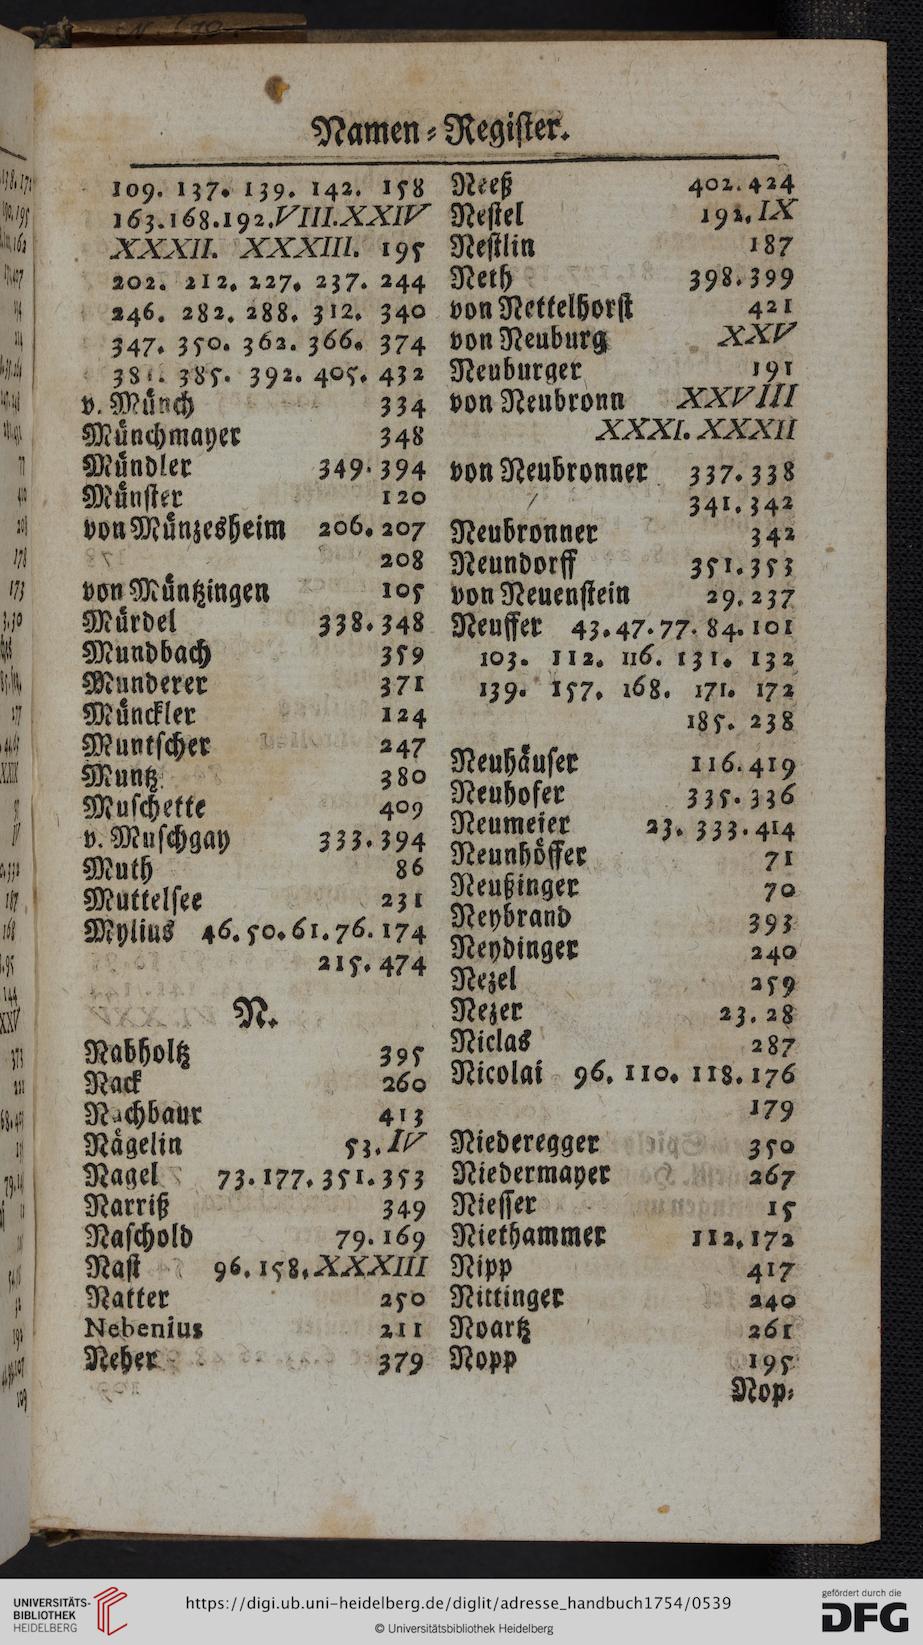 Namen-Register.
109. 137. 139. 142. 158
163. 168. 192. VIII. XXIV
XXXII. XXXIII. 195
202. 212. 227. 237. 244
246. 282. 288. 312. 340
347. 350. 362. 366. 374
385. 392. 405. 432
v. Münch 334
Münchmayer 348
Mündler 349. 394
Münster 120
von Münzesheim 206. 207
208
von Müntzingen 105
Mürdel 338. 348
Mundbach 359
Munderer 371
Münckler 124
Muntscher 247
Muntz 380
Muschette 409
v. Muschgay 333. 394
Muth 86
Muttelsee 231
Mylius 46. 50. 61. 76. 174
215. 474
N.
Nabholtz 395
Nack 260
Nachbaur 413
Nägelin 53. IV
Nagel 73. 177. 351. 353
Narriß 349
Naschold 79. 169
Nast 96. 158. XXXIII
Natter 250
Nebenius 211
Neher 379
Neeß 402. 424
Nestel 192. IX
Nestlin 187
Neth 398. 399
von Nettelhorst 421
von Neuburg XXV
Neuburger 191
von Neubronn XXVIII
XXXI. XXXII
von Neubronner 337. 338
341. 342
Neubronner 342
Neundorff 351. 353
von Neuenstein 29. 237
Neuffer 43. 47. 77. 84. 101
103. 112. 116. 131. 132
139. 157. 168. 171. 172
185. 238
Neuhäuser 116. 419
Neuhofer 335. 336
Neumeier 23. 333. 414
Neunhöffer 71
Neußinger 70
Neybrand 393
Neydinger 240
Nezel 259
Nezer 23. 28
Niclas 287
Nicolai 96. 110. 118. 176
179
Niederegger 350
Niedermayer 267
Niesser 15
Niethammer 112. 172
Nipp 417
Nittinger 240
Noartz 261
Nopp 195
Nop-
UNIVERSITÄTS-
BIBLIOTHEK
HEIDELBERG
https://digi.ub.uni-heidelberg.de/diglit/adresse_handbuch1754/0539
© Universitätsbibliothek Heidelberg
gefördert durch die
DFG